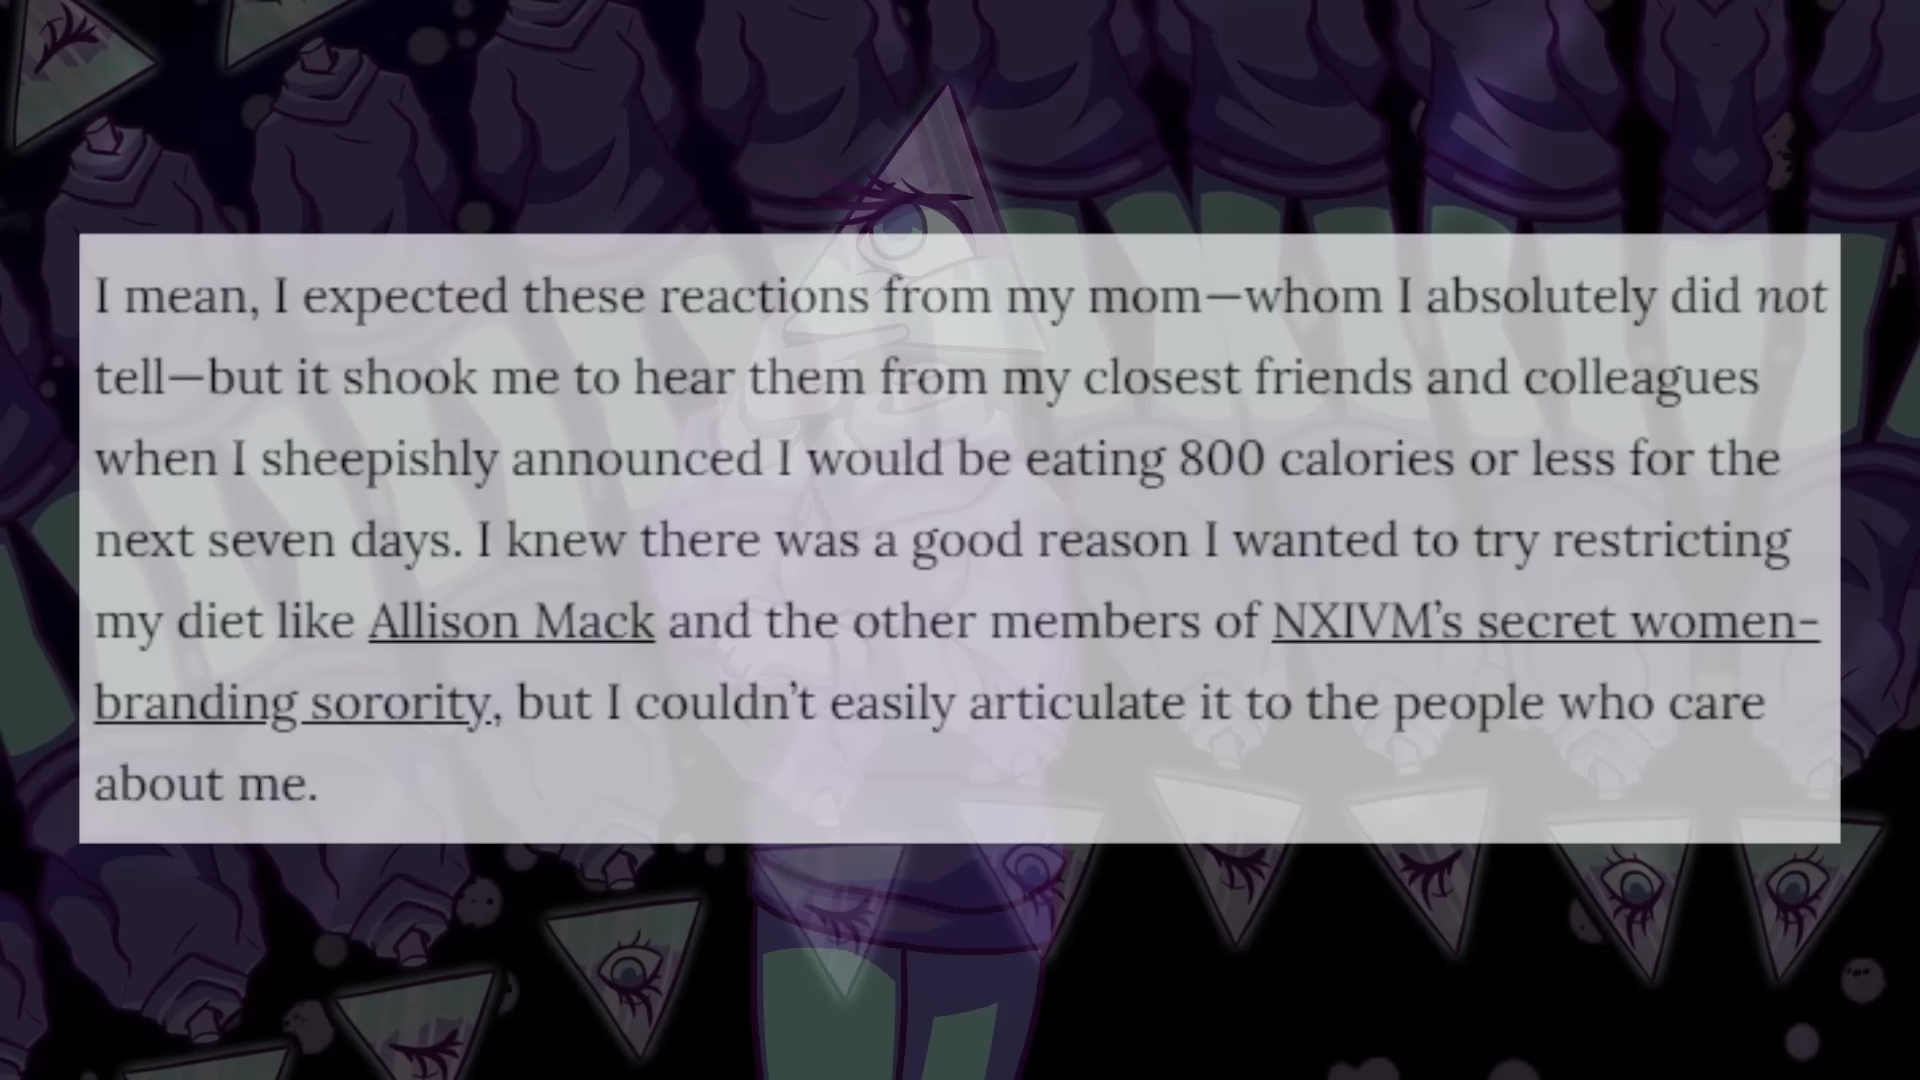 I mean, I expected these reactions from my mom—whom I absolutely did not
tell—but it shook me to hear them from my closest friends and colleagues
when I sheepishly announced I would be eating 800 calories or less for the
next seven days. I knew there was a good reason I wanted to try restricting
my diet like Allison Mack and the other members of NXIVM’s secret women-
branding sorority, but I couldn’t easily articulate it to the people who care
about me.